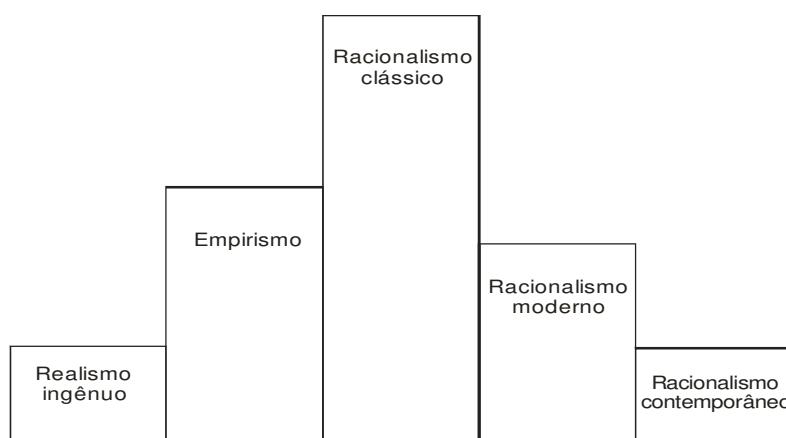 Racionalismo
clássico
Empirismo
Racionalismo
moderno
Realismo
ingênuo
Racionalismo
contemporâneo